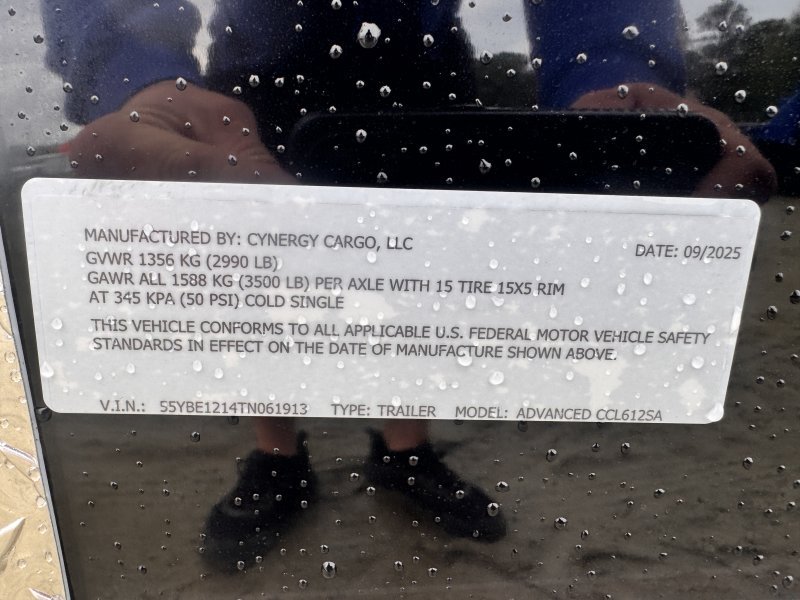 MANUFACTURED BY: CYNERGY CARGO, LLC
DATE: 09/2025
GVWR 1356 KG (2990 LB)
GAWR ALL 1588 KG (3500 LB) PER AXLE WITH 15 TIRE 15X5 RIM
AT 345 KPA (50 PSI) COLD SINGLE
THIS VEHICLE CONFORMS TO ALL APPLICABLE U.S. FEDERAL MOTOR VEHICLE SAFETY
STANDARDS IN EFFECT ON THE DATE OF MANUFACTURE SHOWN ABOVE.
V.I.N.: 55YBE1214TN061913 TYPE: TRAILER MODEL: ADVANCED CCL612SA